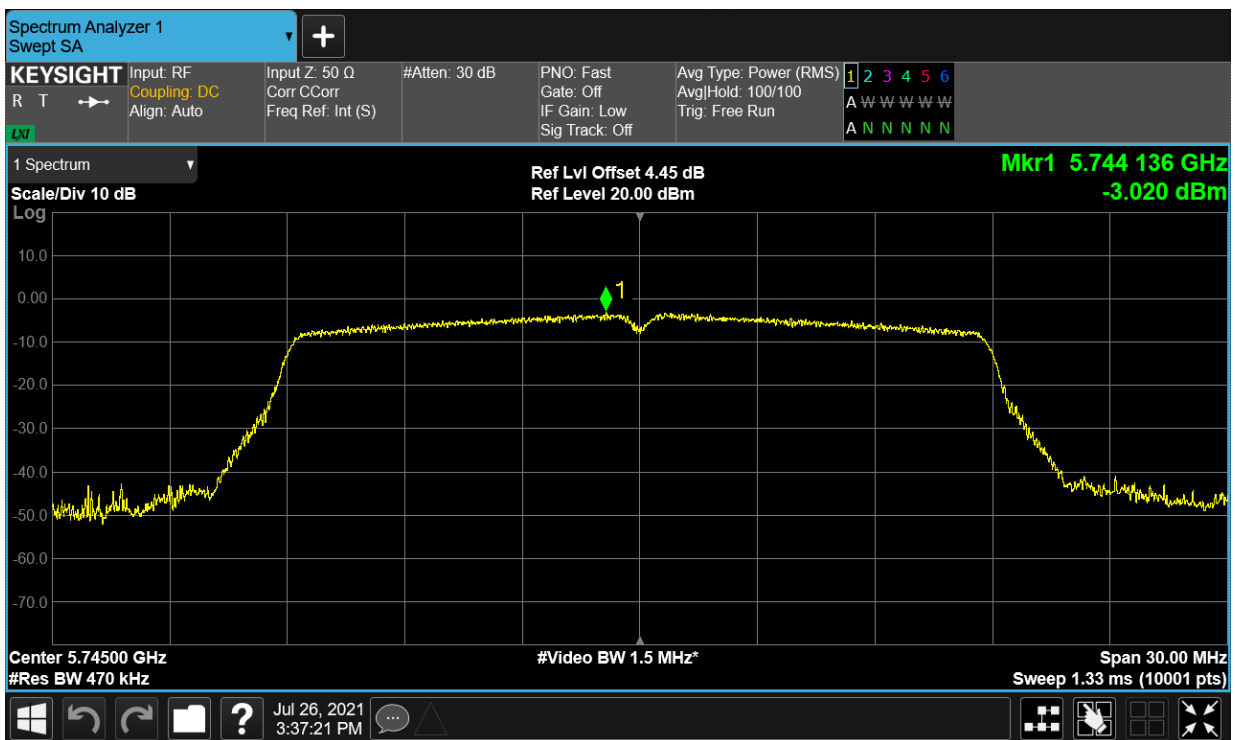 Spectrum Analyzer 1
Swept SA
KEYSIGHT
R T
LXI
Input: RF
Coupling: DC
Align: Auto
Input Z: 50 Ω
Corr CCorr
Freq Ref: Int (S)
#Atten: 30 dB
PNO: Fast
Gate: Off
IF Gain: Low
Sig Track: Off
Avg Type: Power (RMS)
Avg|Hold: 100/100
Trig: Free Run
1 2 3 4 5 6
A W W W W W
A N N N N N
1 Spectrum
Scale/Div 10 dB
Ref Lvl Offset 4.45 dB
Ref Level 20.00 dBm
Mkr1 5.744 136 GHz
-3.020 dBm
Log
10.0
0.00
-10.0
-20.0
-30.0
-40.0
-50.0
-60.0
-70.0
1
Center 5.74500 GHz
#Res BW 470 kHz
#Video BW 1.5 MHz*
Span 30.00 MHz
Sweep 1.33 ms (10001 pts)
?
Jul 26, 2021
3:37:21 PM